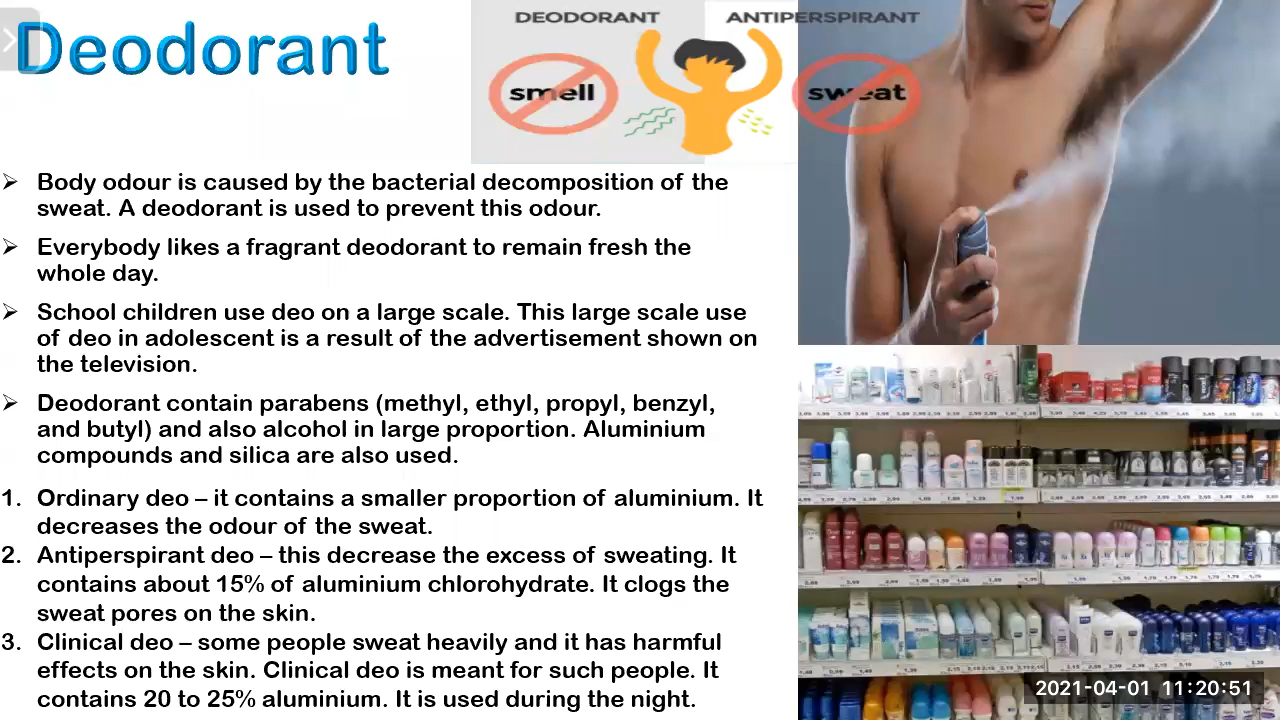 Deodorant
DEODORANT
ANTIPERSPIRANT
smell
sweat
➢ Body odour is caused by the bacterial decomposition of the
sweat. A deodorant is used to prevent this odour.
➢ Everybody likes a fragrant deodorant to remain fresh the
whole day.
➢ School children use deo on a large scale. This large scale use
of deo in adolescent is a result of the advertisement shown on
the television.
➢ Deodorant contain parabens (methyl, ethyl, propyl, benzyl,
and butyl) and also alcohol in large proportion. Aluminium
compounds and silica are also used.
1. Ordinary deo – it contains a smaller proportion of aluminium. It
decreases the odour of the sweat.
2. Antiperspirant deo – this decrease the excess of sweating. It
contains about 15% of aluminium chlorohydrate. It clogs the
sweat pores on the skin.
3. Clinical deo – some people sweat heavily and it has harmful
effects on the skin. Clinical deo is meant for such people. It
contains 20 to 25% aluminium. It is used during the night.
2021-04-01 11:20:51